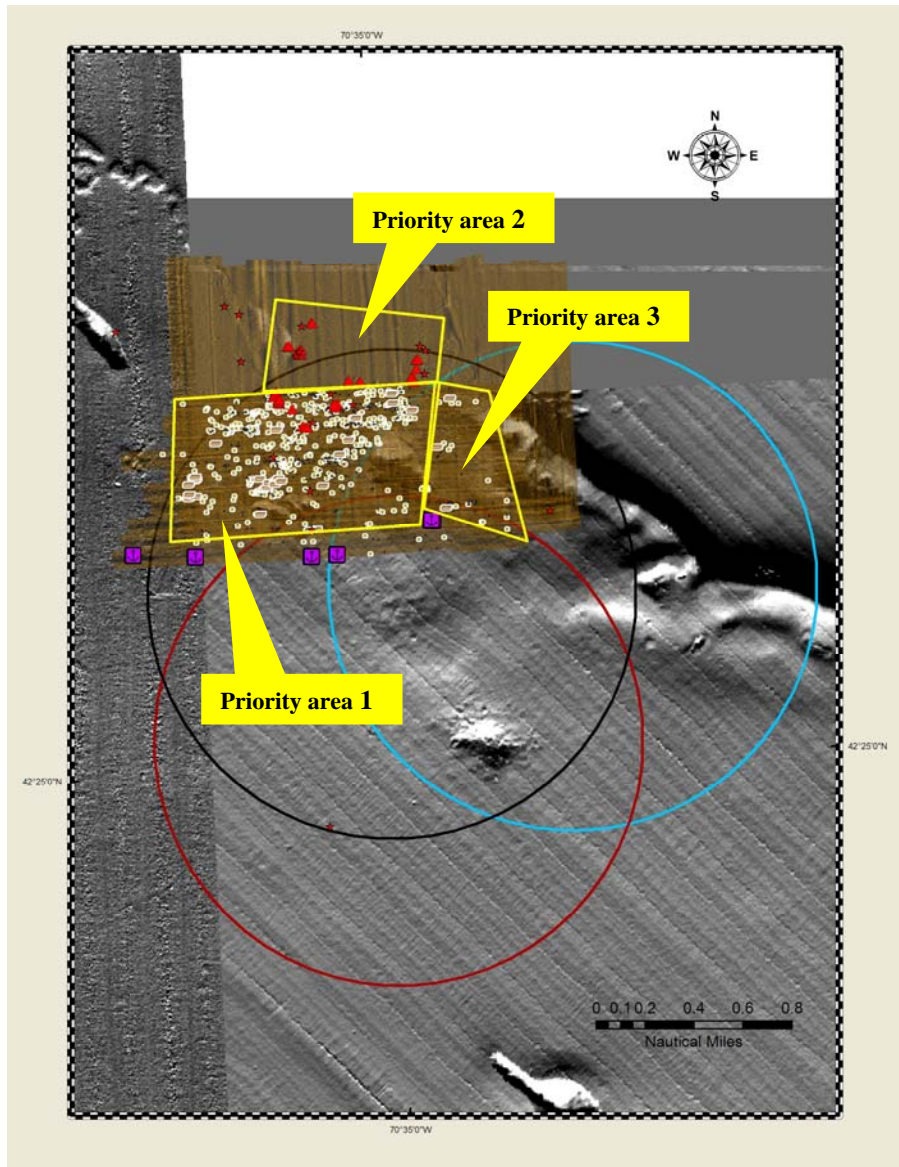 70°35'0"W
N
W E
S
Priority area 2
Priority area 3
Priority area 1
42°25'0"N
42°25'0"N
0 0.1 0.2 0.4 0.6 0.8
Nautical Miles
70°35'0"W